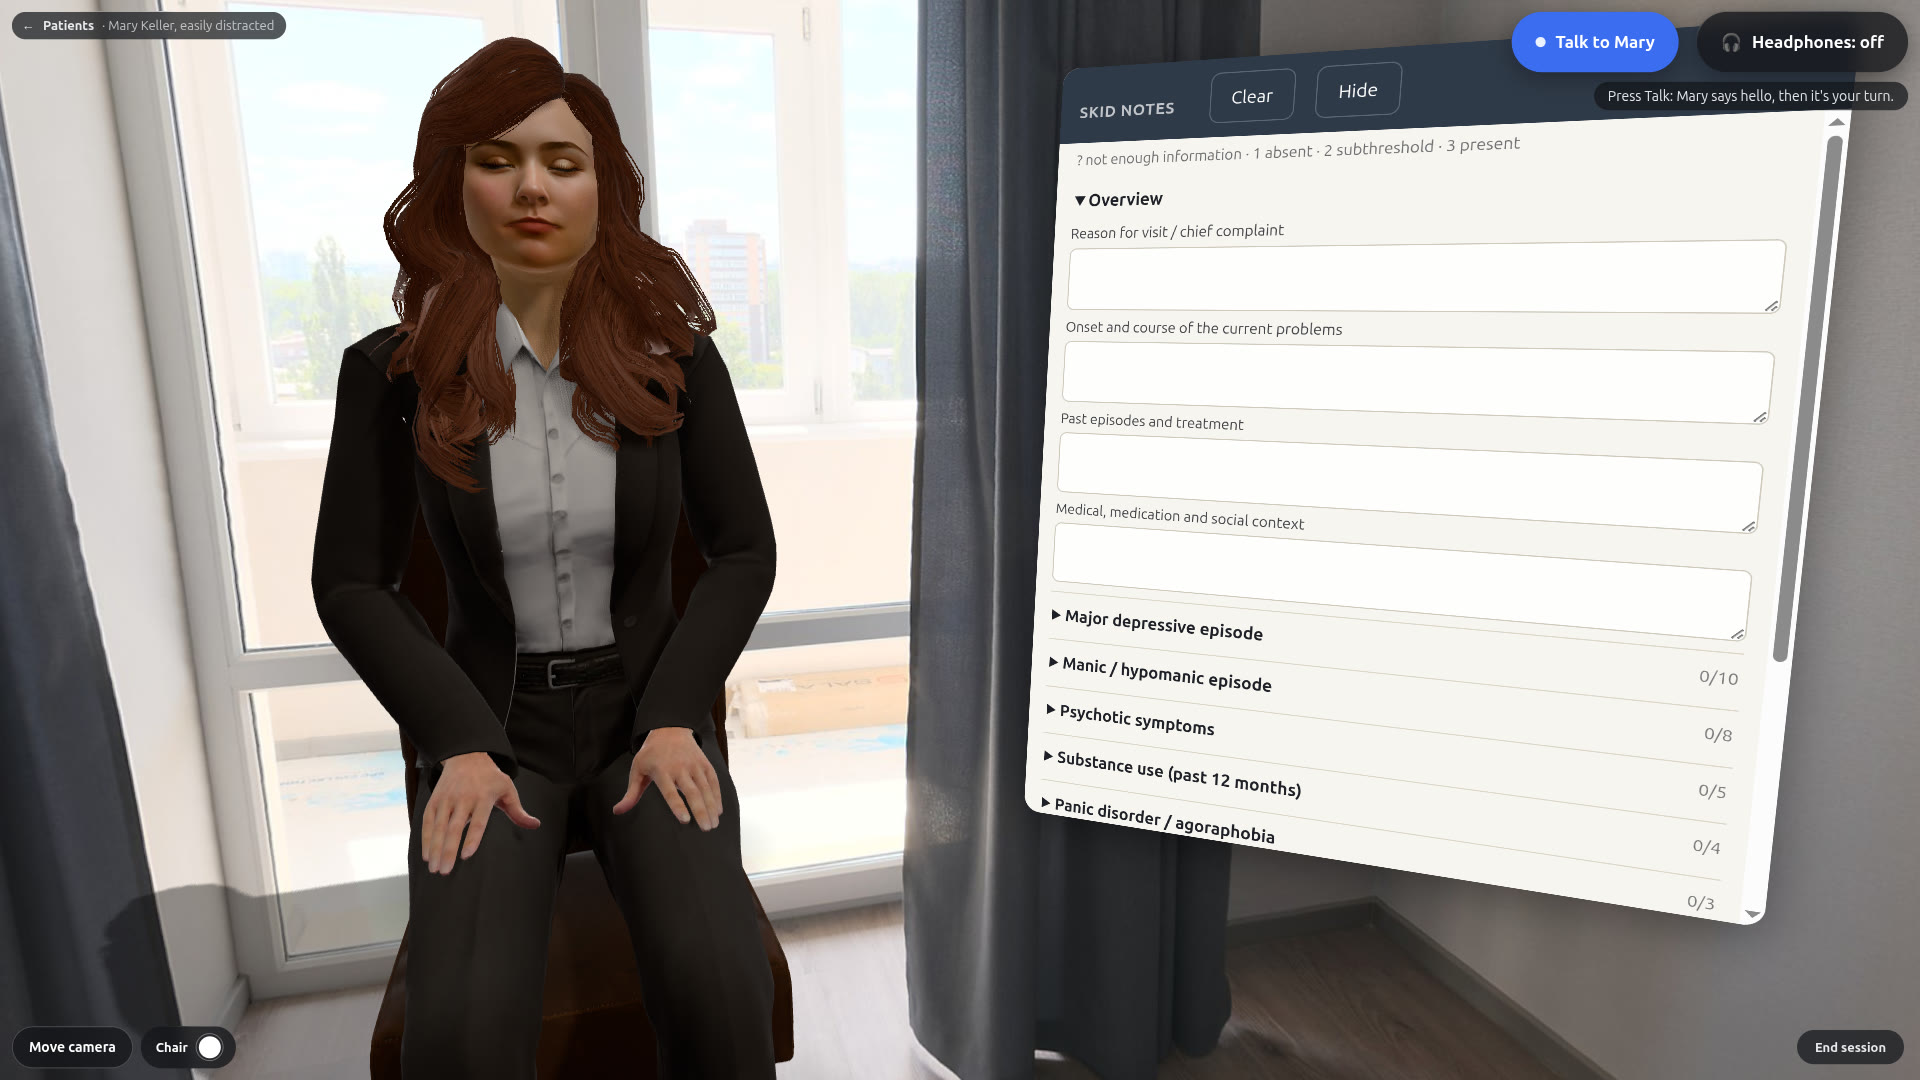 ← Patients · Mary Keller, easily distracted
Talk to Mary
Headphones: off
Press Talk: Mary says hello, then it's your turn.
SKID NOTES
Clear
Hide
? not enough information · 1 absent · 2 subthreshold · 3 present
▼ Overview
Reason for visit / chief complaint
Onset and course of the current problems
Past episodes and treatment
Medical, medication and social context
▶ Major depressive episode
0/10
▶ Manic / hypomanic episode
0/8
▶ Psychotic symptoms
0/5
▶ Substance use (past 12 months)
0/4
▶ Panic disorder / agoraphobia
0/3
Move camera
Chair
End session